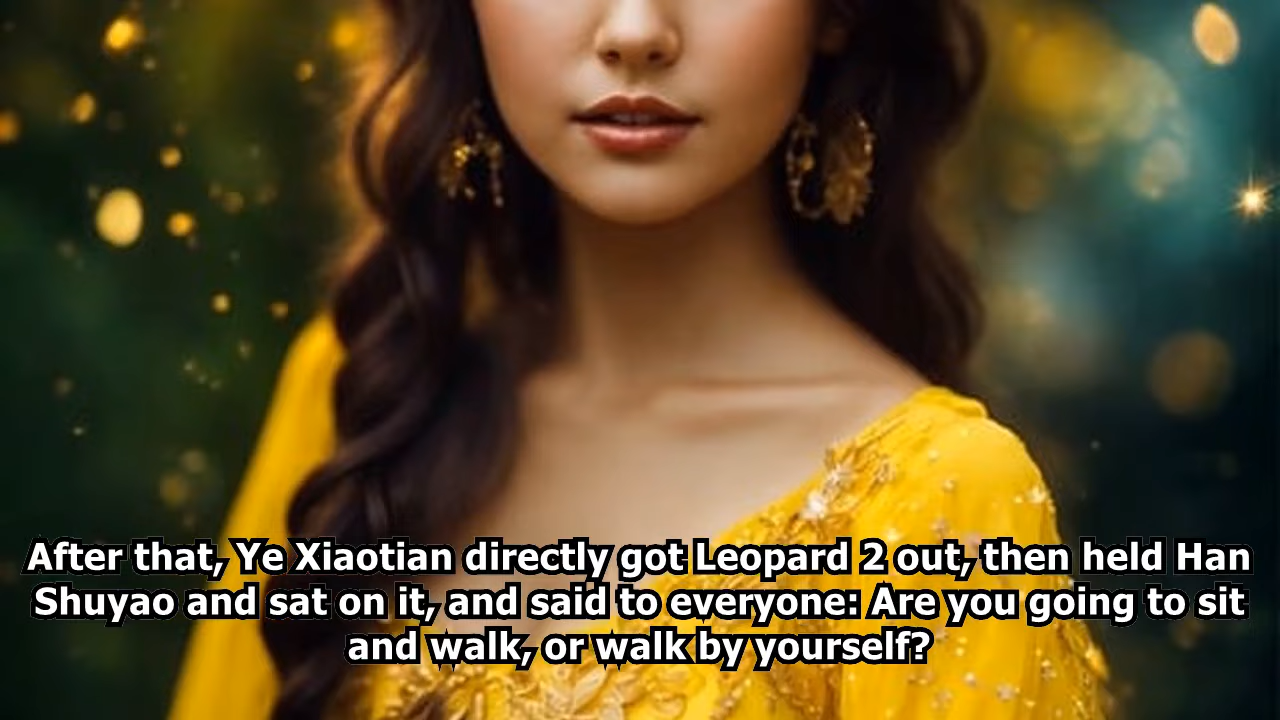 After that, Ye Xiaotian directly got Leopard 2 out, then held Han
Shuyao and sat on it, and said to everyone: Are you going to sit
and walk, or walk by yourself?